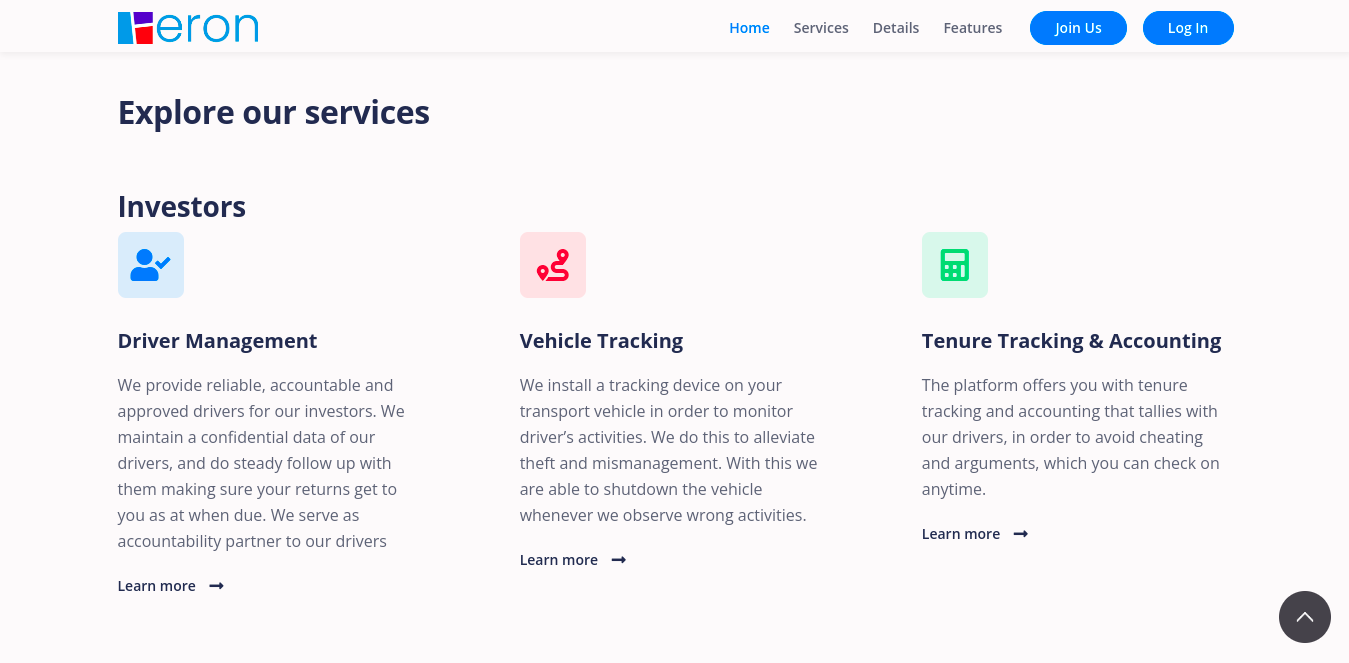 eron
Home Services Details Features Join Us Log In
Explore our services
Investors
Driver Management
We provide reliable, accountable and
approved drivers for our investors. We
maintain a confidential data of our
drivers, and do steady follow up with
them making sure your returns get to
you as at when due. We serve as
accountability partner to our drivers
Learn more
Vehicle Tracking
We install a tracking device on your
transport vehicle in order to monitor
driver’s activities. We do this to alleviate
theft and mismanagement. With this we
are able to shutdown the vehicle
whenever we observe wrong activities.
Learn more
Tenure Tracking & Accounting
The platform offers you with tenure
tracking and accounting that tallies with
our drivers, in order to avoid cheating
and arguments, which you can check on
anytime.
Learn more